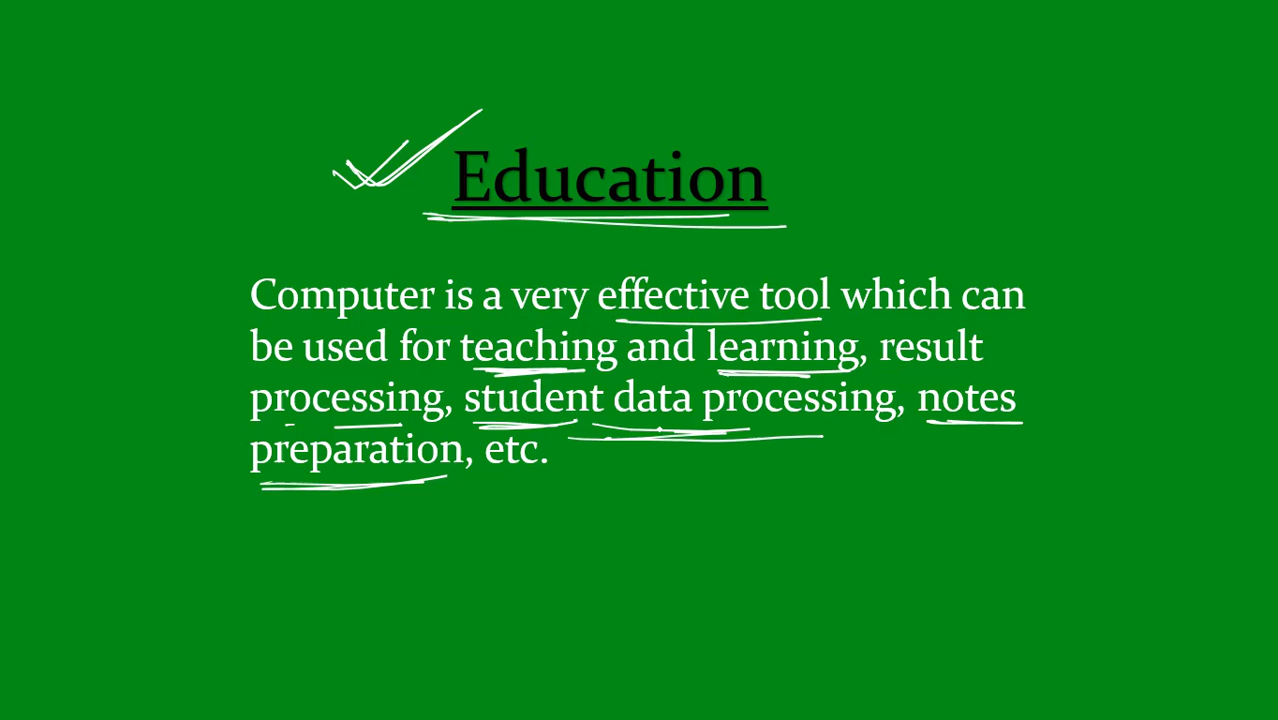 Education
Computer is a very effective tool which can
be used for teaching and learning, result
processing, student data processing, notes
preparation, etc.